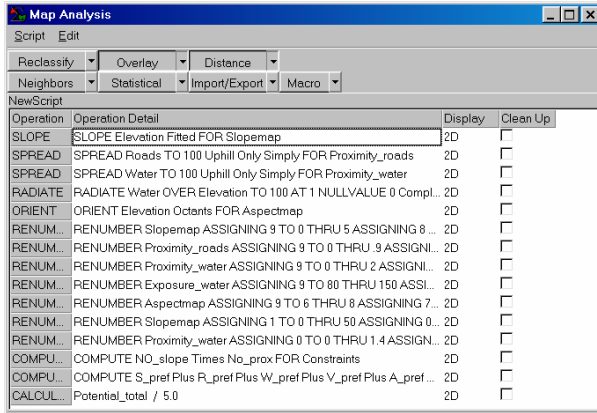 Map Analysis
Script Edit
Reclassify Overlay Distance
Neighbors Statistical Import/Export Macro
NewScript
Operation Operation Detail Display Clean Up
SLOPE SLOPE Elevation Fitted FOR Slopemap 2D
SPREAD SPREAD Roads TO 100 Uphill Only Simply FOR Proximity_roads 2D
SPREAD SPREAD Water TO 100 Uphill Only Simply FOR Proximity_water 2D
RADIATE RADIATE Water OVER Elevation TO 100 AT 1 NULLVALUE 0 Compl... 2D
ORIENT ORIENT Elevation Octants FOR Aspectmap 2D
RENUM... RENUMBER Slopemap ASSIGNING 9 TO 0 THRU 5 ASSIGNING 8 ... 2D
RENUM... RENUMBER Proximity_roads ASSIGNING 9 TO 0 THRU .9 ASSIGNI... 2D
RENUM... RENUMBER Proximity_water ASSIGNING 9 TO 0 THRU 2 ASSIGNI... 2D
RENUM... RENUMBER Exposure_water ASSIGNING 9 TO 80 THRU 150 ASSI... 2D
RENUM... RENUMBER Aspectmap ASSIGNING 9 TO 6 THRU 8 ASSIGNING 7... 2D
RENUM... RENUMBER Slopemap ASSIGNING 1 TO 0 THRU 50 ASSIGNING 0... 2D
RENUM... RENUMBER Proximity_water ASSIGNING 0 TO 0 THRU 1.4 ASSIGN... 2D
COMPU... COMPUTE NO_slope Times No_prox FOR Constraints 2D
COMPU... COMPUTE S_pref Plus R_pref Plus W_pref Plus V_pref Plus A_pref ... 2D
CALCUL... Potential_total / 5.0 2D